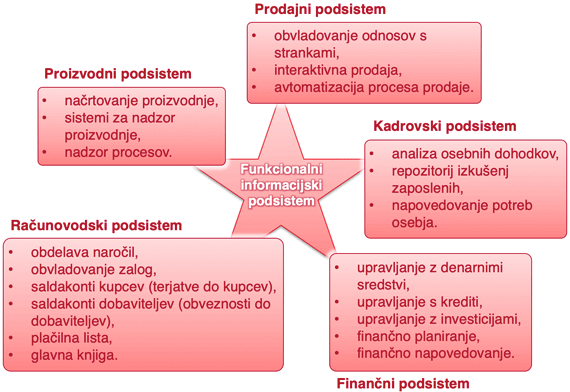 Prodajni podsistem
• obvladovanje odnosov s
strankami,
• interaktivna prodaja,
• avtomatizacija procesa prodaje.
Proizvodni podsistem
• načrtovanje proizvodnje,
• sistemi za nadzor
proizvodnje,
• nadzor procesov.
Kadrovski podsistem
• analiza osebnih dohodkov,
• repozitorij izkušenj
zaposlenih,
• napovedovanje potreb
osebja.
Funkcionalni
informacijski
podsistem
Računovodski podsistem
• obdelava naročil,
• obvladovanje zalog,
• saldakonti kupcev (terjatve do kupcev),
• saldakonti dobaviteljev (obveznosti do
dobaviteljev),
• plačilna lista,
• glavna knjiga.
• upravljanje z denarnimi
sredstvi,
• upravljanje s krediti,
• upravljanje z investicijami,
• finančno planiranje,
• finančno napovedovanje.
Finančni podsistem